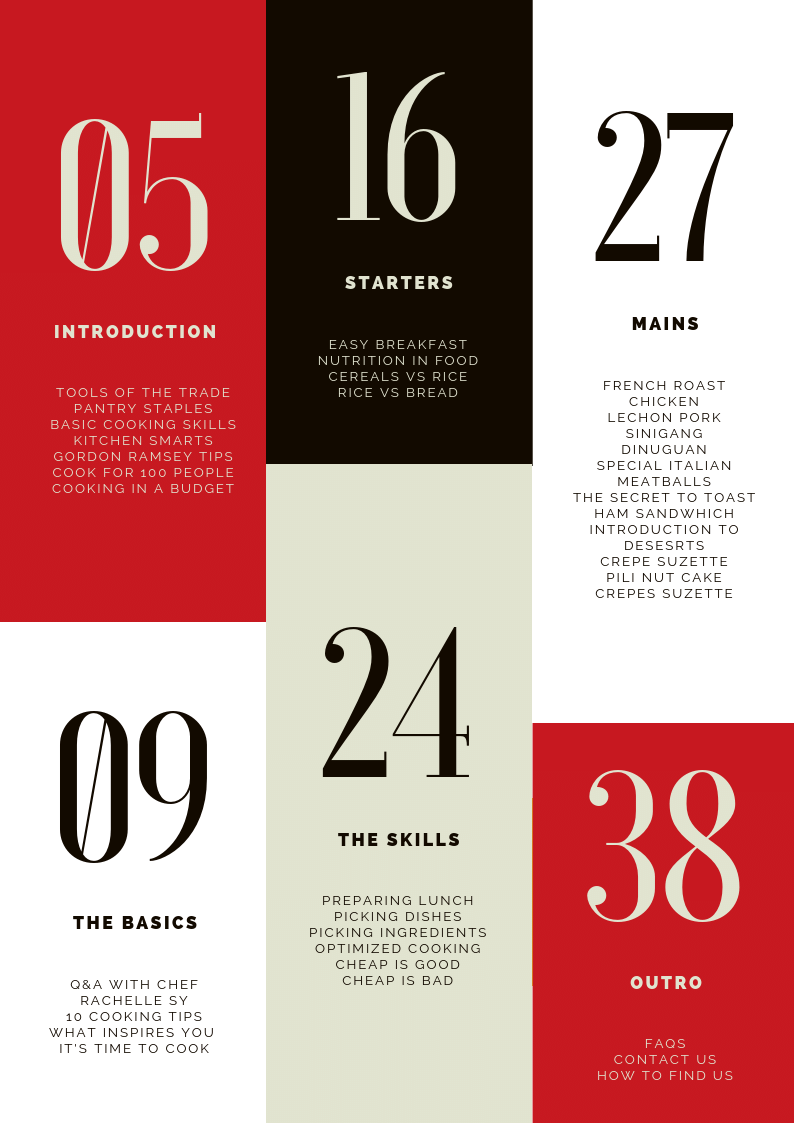 05
INTRODUCTION
TOOLS OF THE TRADE
PANTRY STAPLES
BASIC COOKING SKILLS
KITCHEN SMARTS
GORDON RAMSEY TIPS
COOK FOR 100 PEOPLE
COOKING IN A BUDGET
09
THE BASICS
Q&A WITH CHEF
RACHELLE SY
10 COOKING TIPS
WHAT INSPIRES YOU
IT'S TIME TO COOK
16
STARTERS
EASY BREAKFAST
NUTRITION IN FOOD
CEREALS VS RICE
RICE VS BREAD
24
THE SKILLS
PREPARING LUNCH
PICKING DISHES
PICKING INGREDIENTS
OPTIMIZED COOKING
CHEAP IS GOOD
CHEAP IS BAD
27
MAINS
FRENCH ROAST
CHICKEN
LECHON PORK
SINIGANG
DINUGUAN
SPECIAL ITALIAN
MEATBALLS
THE SECRET TO TOAST
HAM SANDWHICH
INTRODUCTION TO
DESESRTS
CREPE SUZETTE
PILI NUT CAKE
CREPES SUZETTE
38
OUTRO
FAQS
CONTACT US
HOW TO FIND US